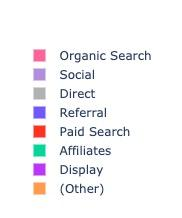 Organic Search
Social
Direct
Referral
Paid Search
Affiliates
Display
(Other)